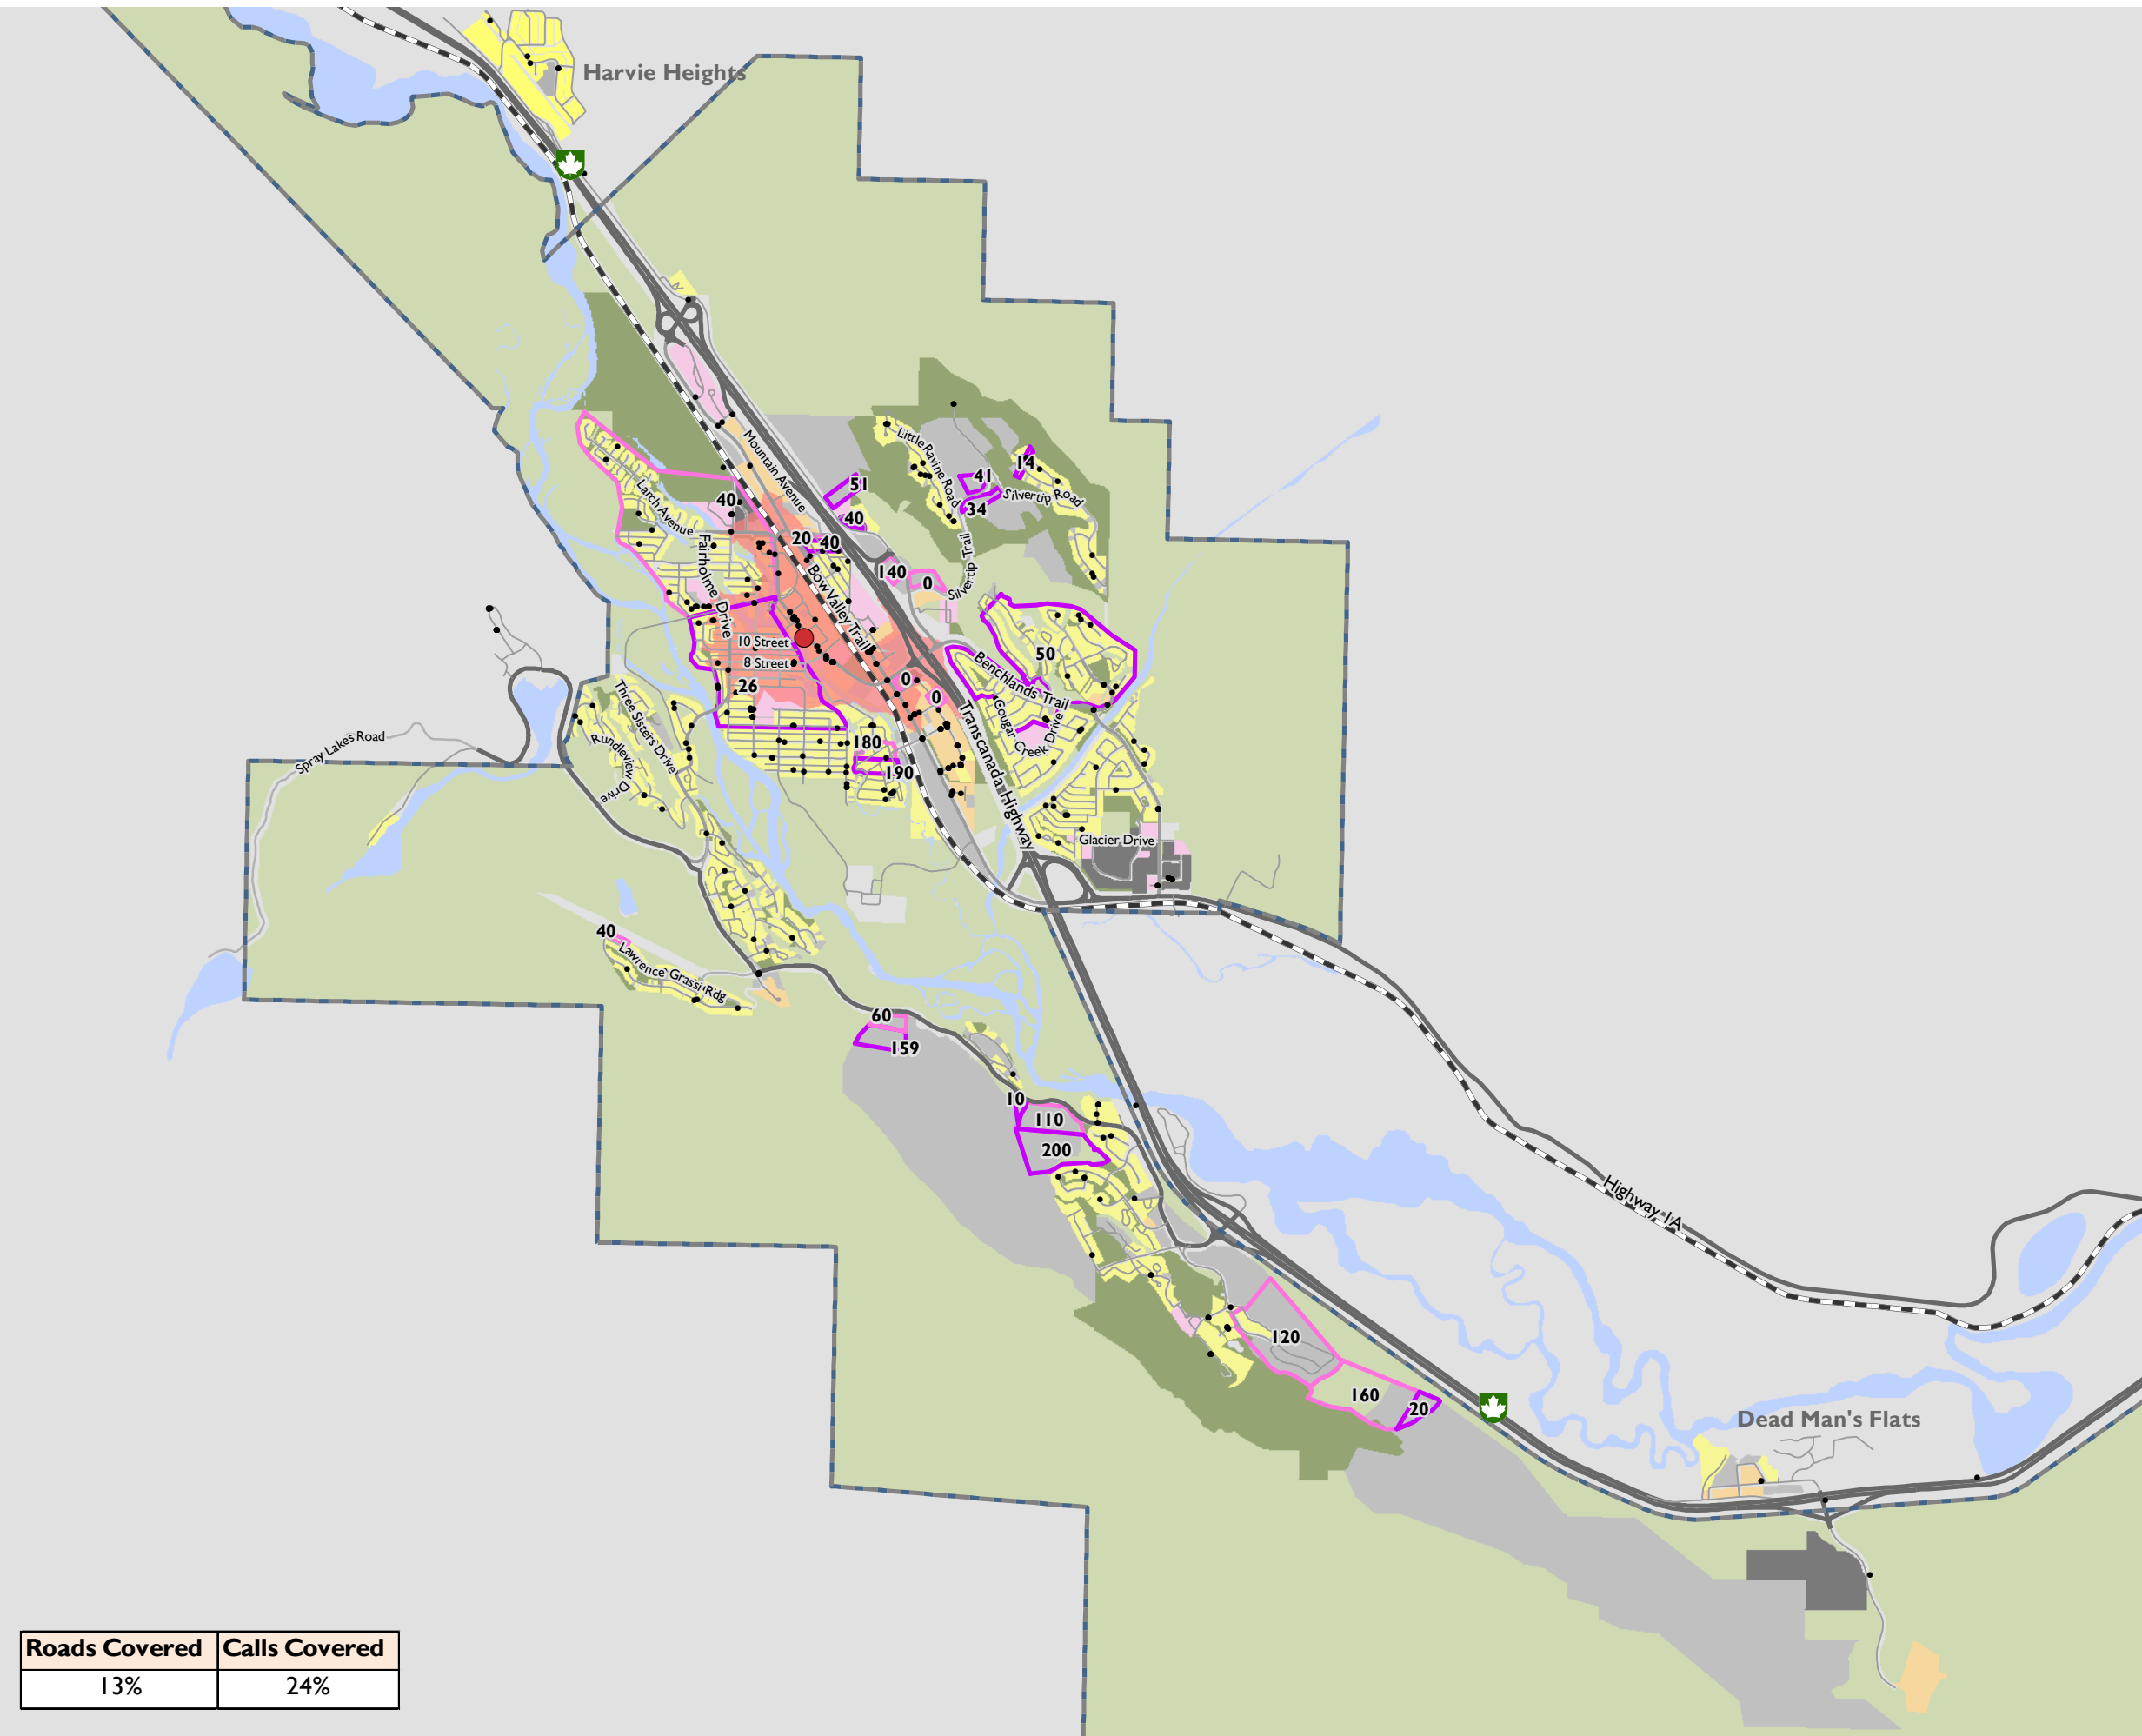 Harvie Heights
Little Ravine Road
41
14
Silvertip Road
34
Mountain Avenue
51
40
Larch Avenue
40
20
40
Fairholme Drive
Bow Valley Trail
140
0
Silvertip Trail
10 Street
8 Street
26
0
0
50
Benchlands Trail
Cougar Creek Drive
Transcanada Highway
Three Sisters Drive
Rundleview Drive
Spray Lakes Road
180
190
Glacier Drive
40
Lawrence Grassi Rdg
60
159
10
110
200
Highway 1A
120
160
20
Dead Man's Flats
Roads Covered Calls Covered
13% 24%